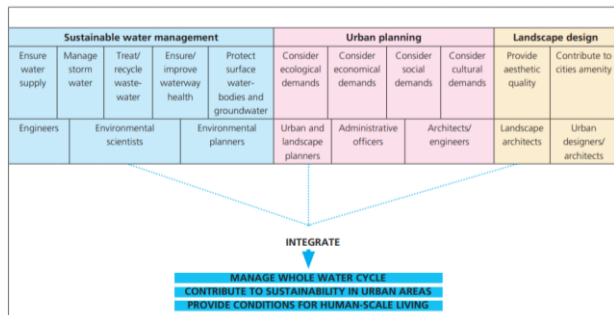 Sustainable water management
Urban planning
Landscape design
Ensure
water
supply
Manage
storm
water
Treat/
recycle
waste-
water
Ensure/
improve
waterway
health
Protect
surface
water-
bodies and
groundwater
Consider
ecological
demands
Consider
economical
demands
Consider
social
demands
Consider
cultural
demands
Provide
aesthetic
quality
Contribute to
cities amenity
Engineers
Environmental
scientists
Environmental
planners
Urban and
landscape
planners
Administrative
officers
Architects/
engineers
Landscape
architects
Urban
designers/
architects
INTEGRATE
MANAGE WHOLE WATER CYCLE
CONTRIBUTE TO SUSTAINABILITY IN URBAN AREAS
PROVIDE CONDITIONS FOR HUMAN-SCALE LIVING